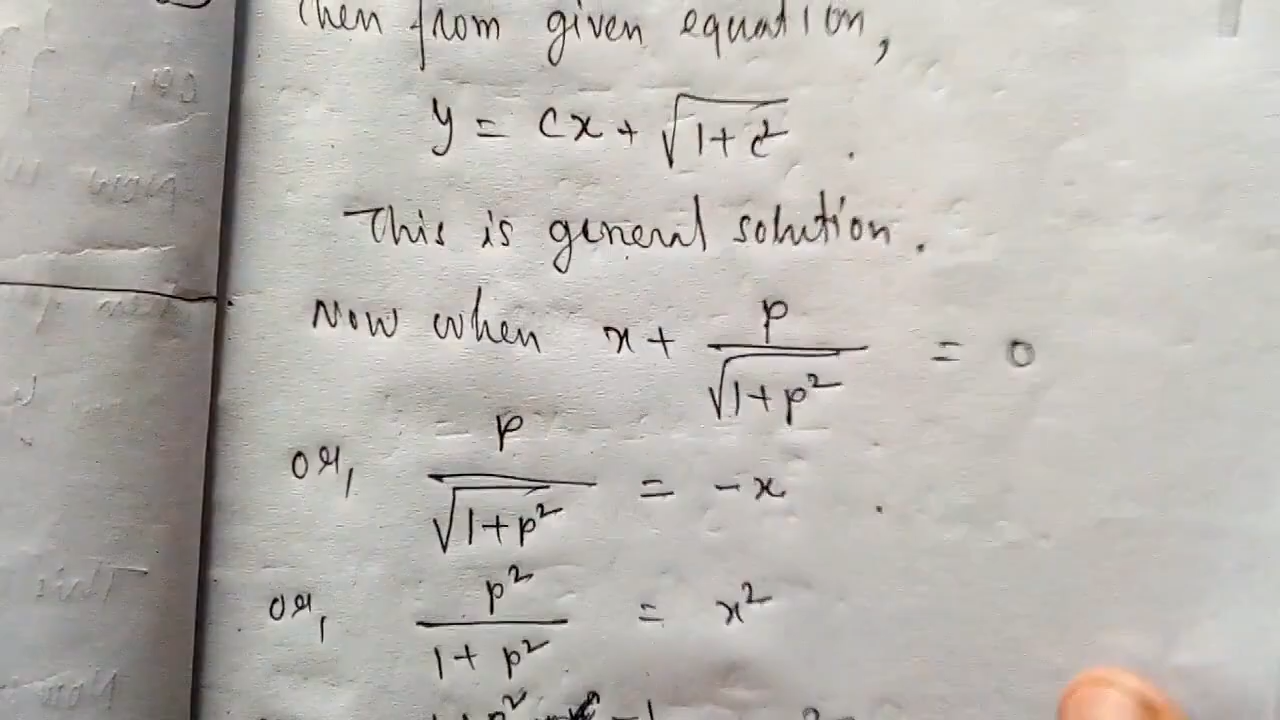 Then from given equation,
y = cx + √(1+c²) .
This is general solution.
Now when x + p/√(1+p²) = 0
or, p/√(1+p²) = -x .
or, p²/(1+p²) = x²